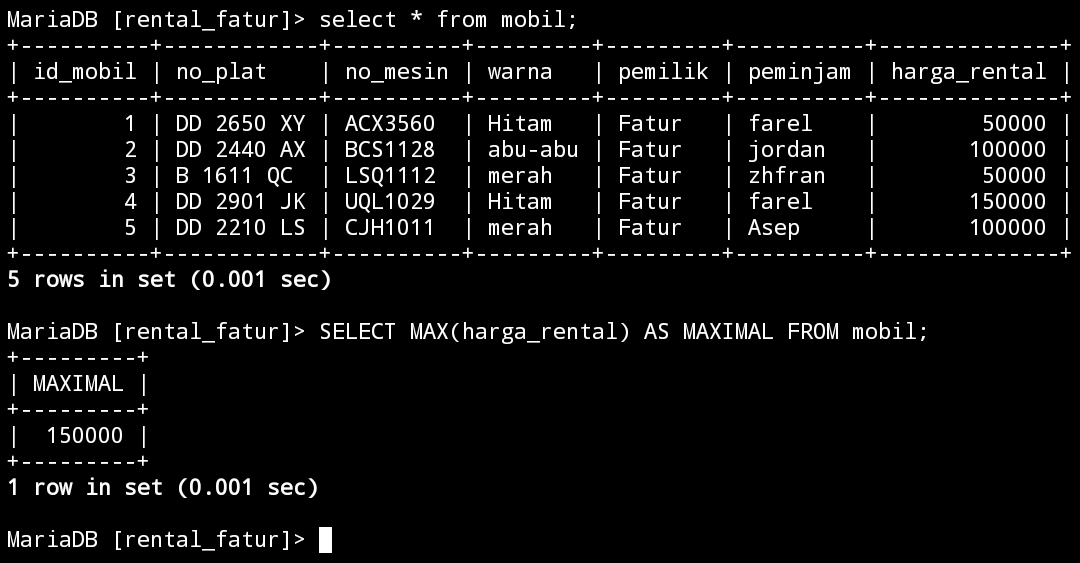 MariaDB [rental_fatur]> select * from mobil;
+----------+------------+----------+---------+---------+----------+--------------+
| id_mobil | no_plat    | no_mesin | warna   | pemilik | peminjam | harga_rental |
+----------+------------+----------+---------+---------+----------+--------------+
|        1 | DD 2650 XY | ACX3560  | Hitam   | Fatur   | farel    |        50000 |
|        2 | DD 2440 AX | BCS1128  | abu-abu | Fatur   | jordan   |       100000 |
|        3 | B 1611 QC  | LSQ1112  | merah   | Fatur   | zhfran   |        50000 |
|        4 | DD 2901 JK | UQL1029  | Hitam   | Fatur   | farel    |       150000 |
|        5 | DD 2210 LS | CJH1011  | merah   | Fatur   | Asep     |       100000 |
+----------+------------+----------+---------+---------+----------+--------------+
5 rows in set (0.001 sec)

MariaDB [rental_fatur]> SELECT MAX(harga_rental) AS MAXIMAL FROM mobil;
+---------+
| MAXIMAL |
+---------+
|  150000 |
+---------+
1 row in set (0.001 sec)

MariaDB [rental_fatur]>